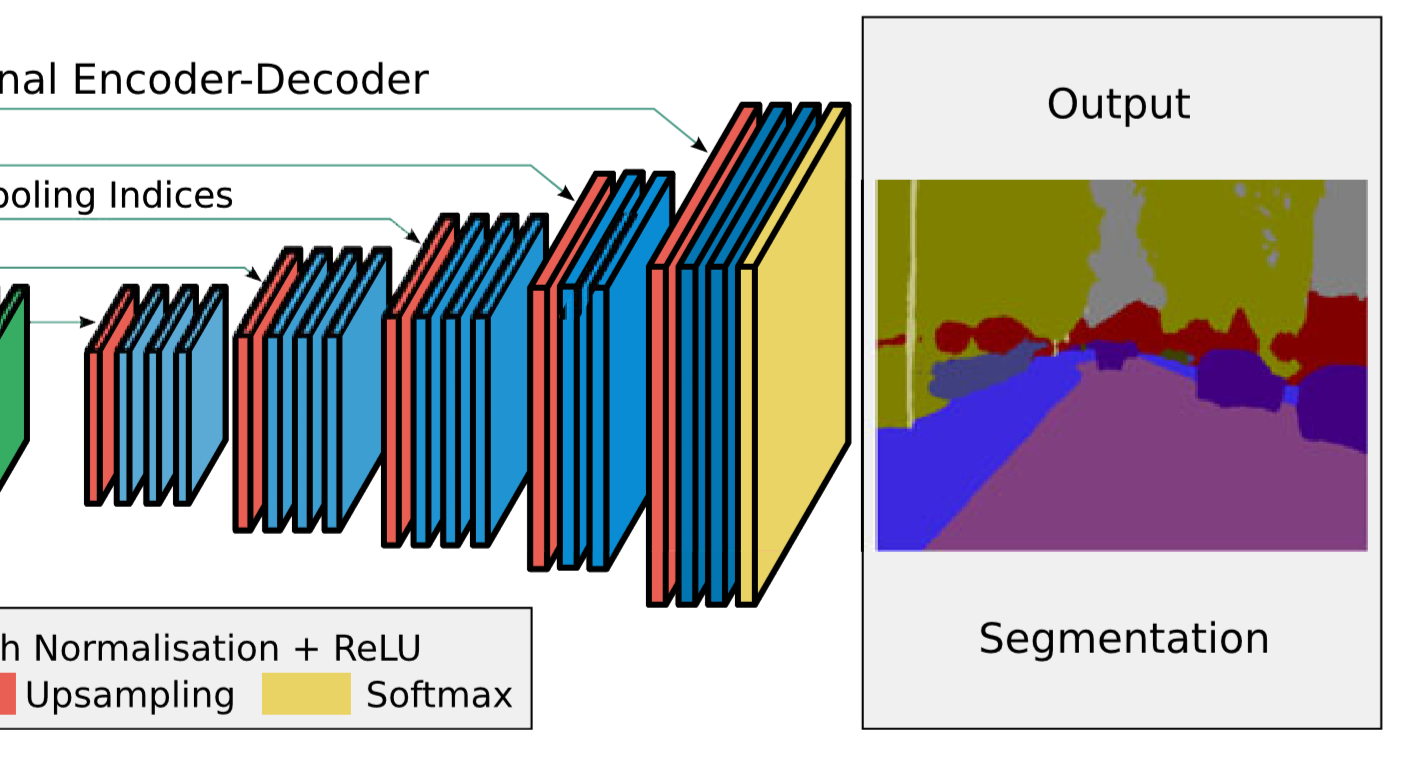 nal Encoder-Decoder
ooling Indices
Output
Segmentation
h Normalisation + ReLU
Upsampling Softmax